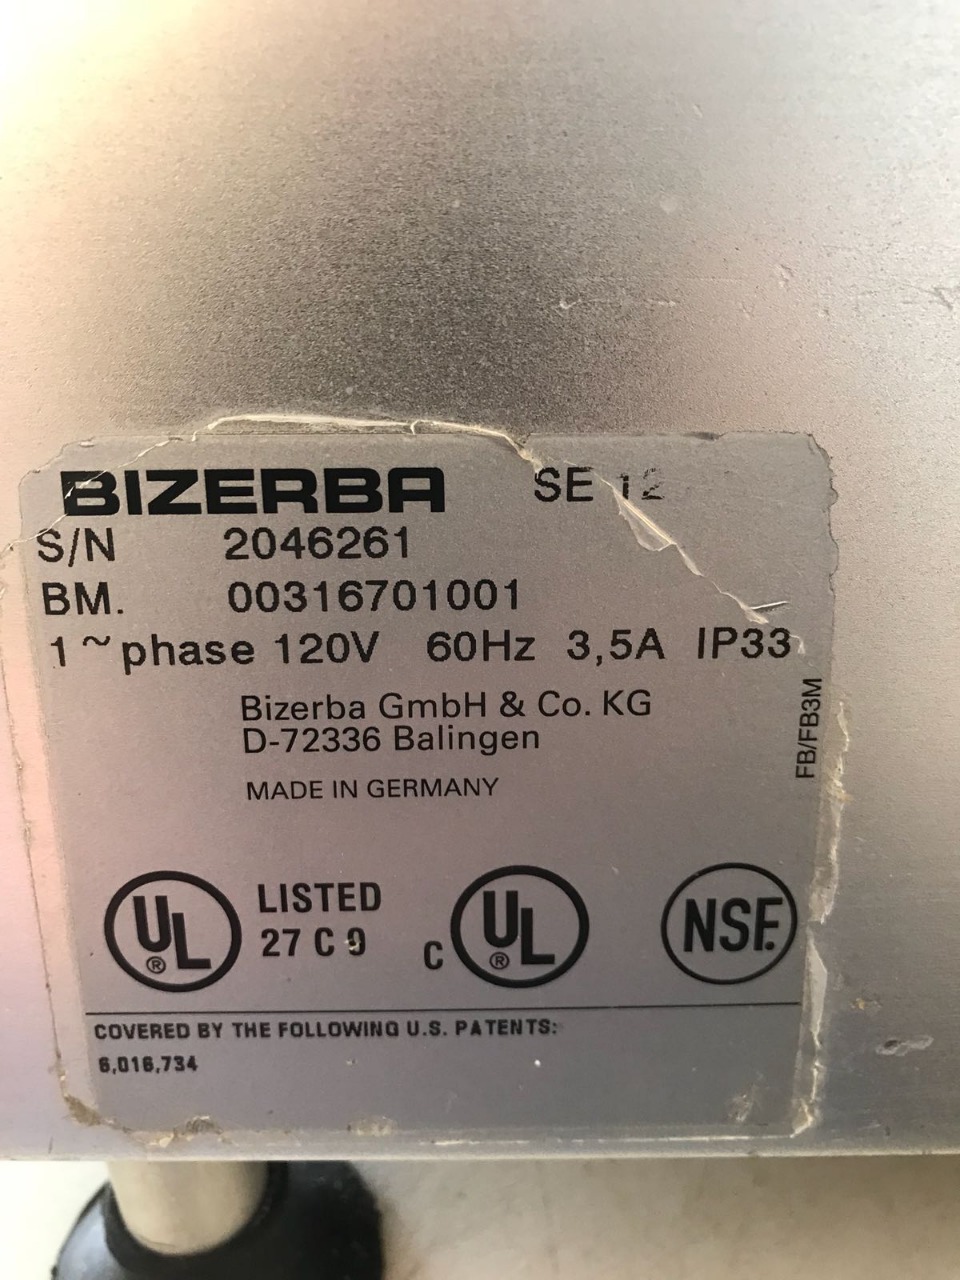 BIZERBA SE 12
S/N 2046261
BM. 00316701001
1 ~ phase 120V 60Hz 3,5A IP33
FB/FB3M
Bizerba GmbH & Co. KG
D-72336 Balingen
MADE IN GERMANY
UL ® LISTED
27 C 9
C UL ®
NSF.
COVERED BY THE FOLLOWING U.S. PATENTS:
6,016,734